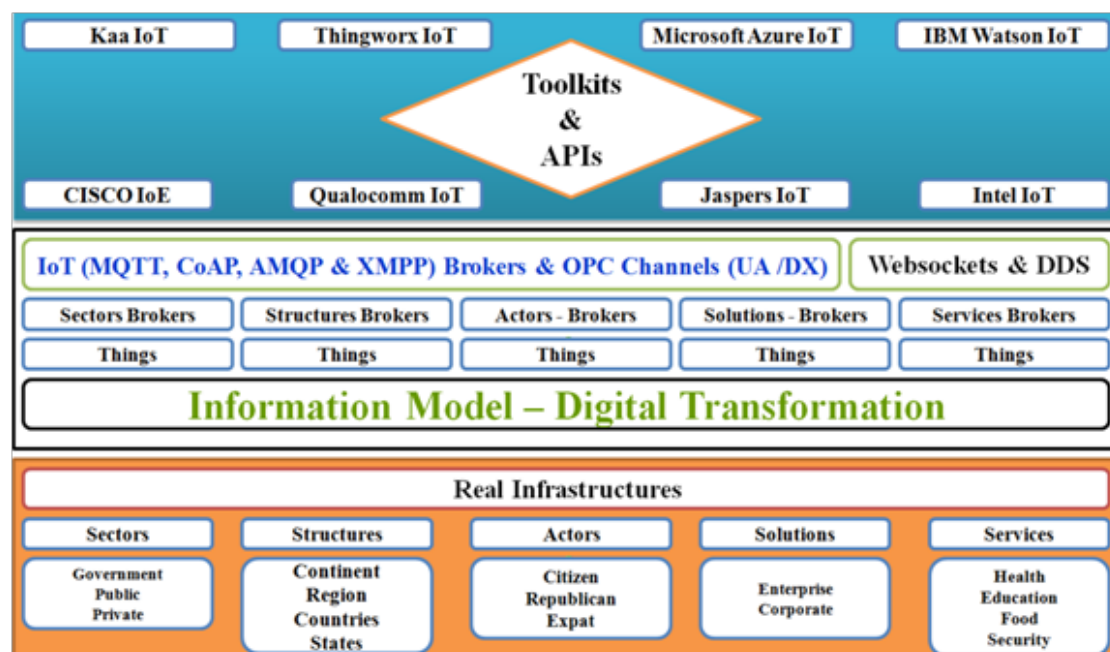 Kaa IoT
Thingworx IoT
Microsoft Azure IoT
IBM Watson IoT
Toolkits
&
APIs
CISCO IoE
Qualocomm IoT
Jaspers IoT
Intel IoT
IoT (MQTT, CoAP, AMQP & XMPP) Brokers & OPC Channels (UA /DX)
Websockets & DDS
Sectors Brokers
Structures Brokers
Actors - Brokers
Solutions - Brokers
Services Brokers
Things
Things
Things
Things
Things
Information Model – Digital Transformation
Real Infrastructures
Sectors
Structures
Actors
Solutions
Services
Government
Public
Private
Continent
Region
Countries
States
Citizen
Republican
Expat
Enterprise
Corporate
Health
Education
Food
Security